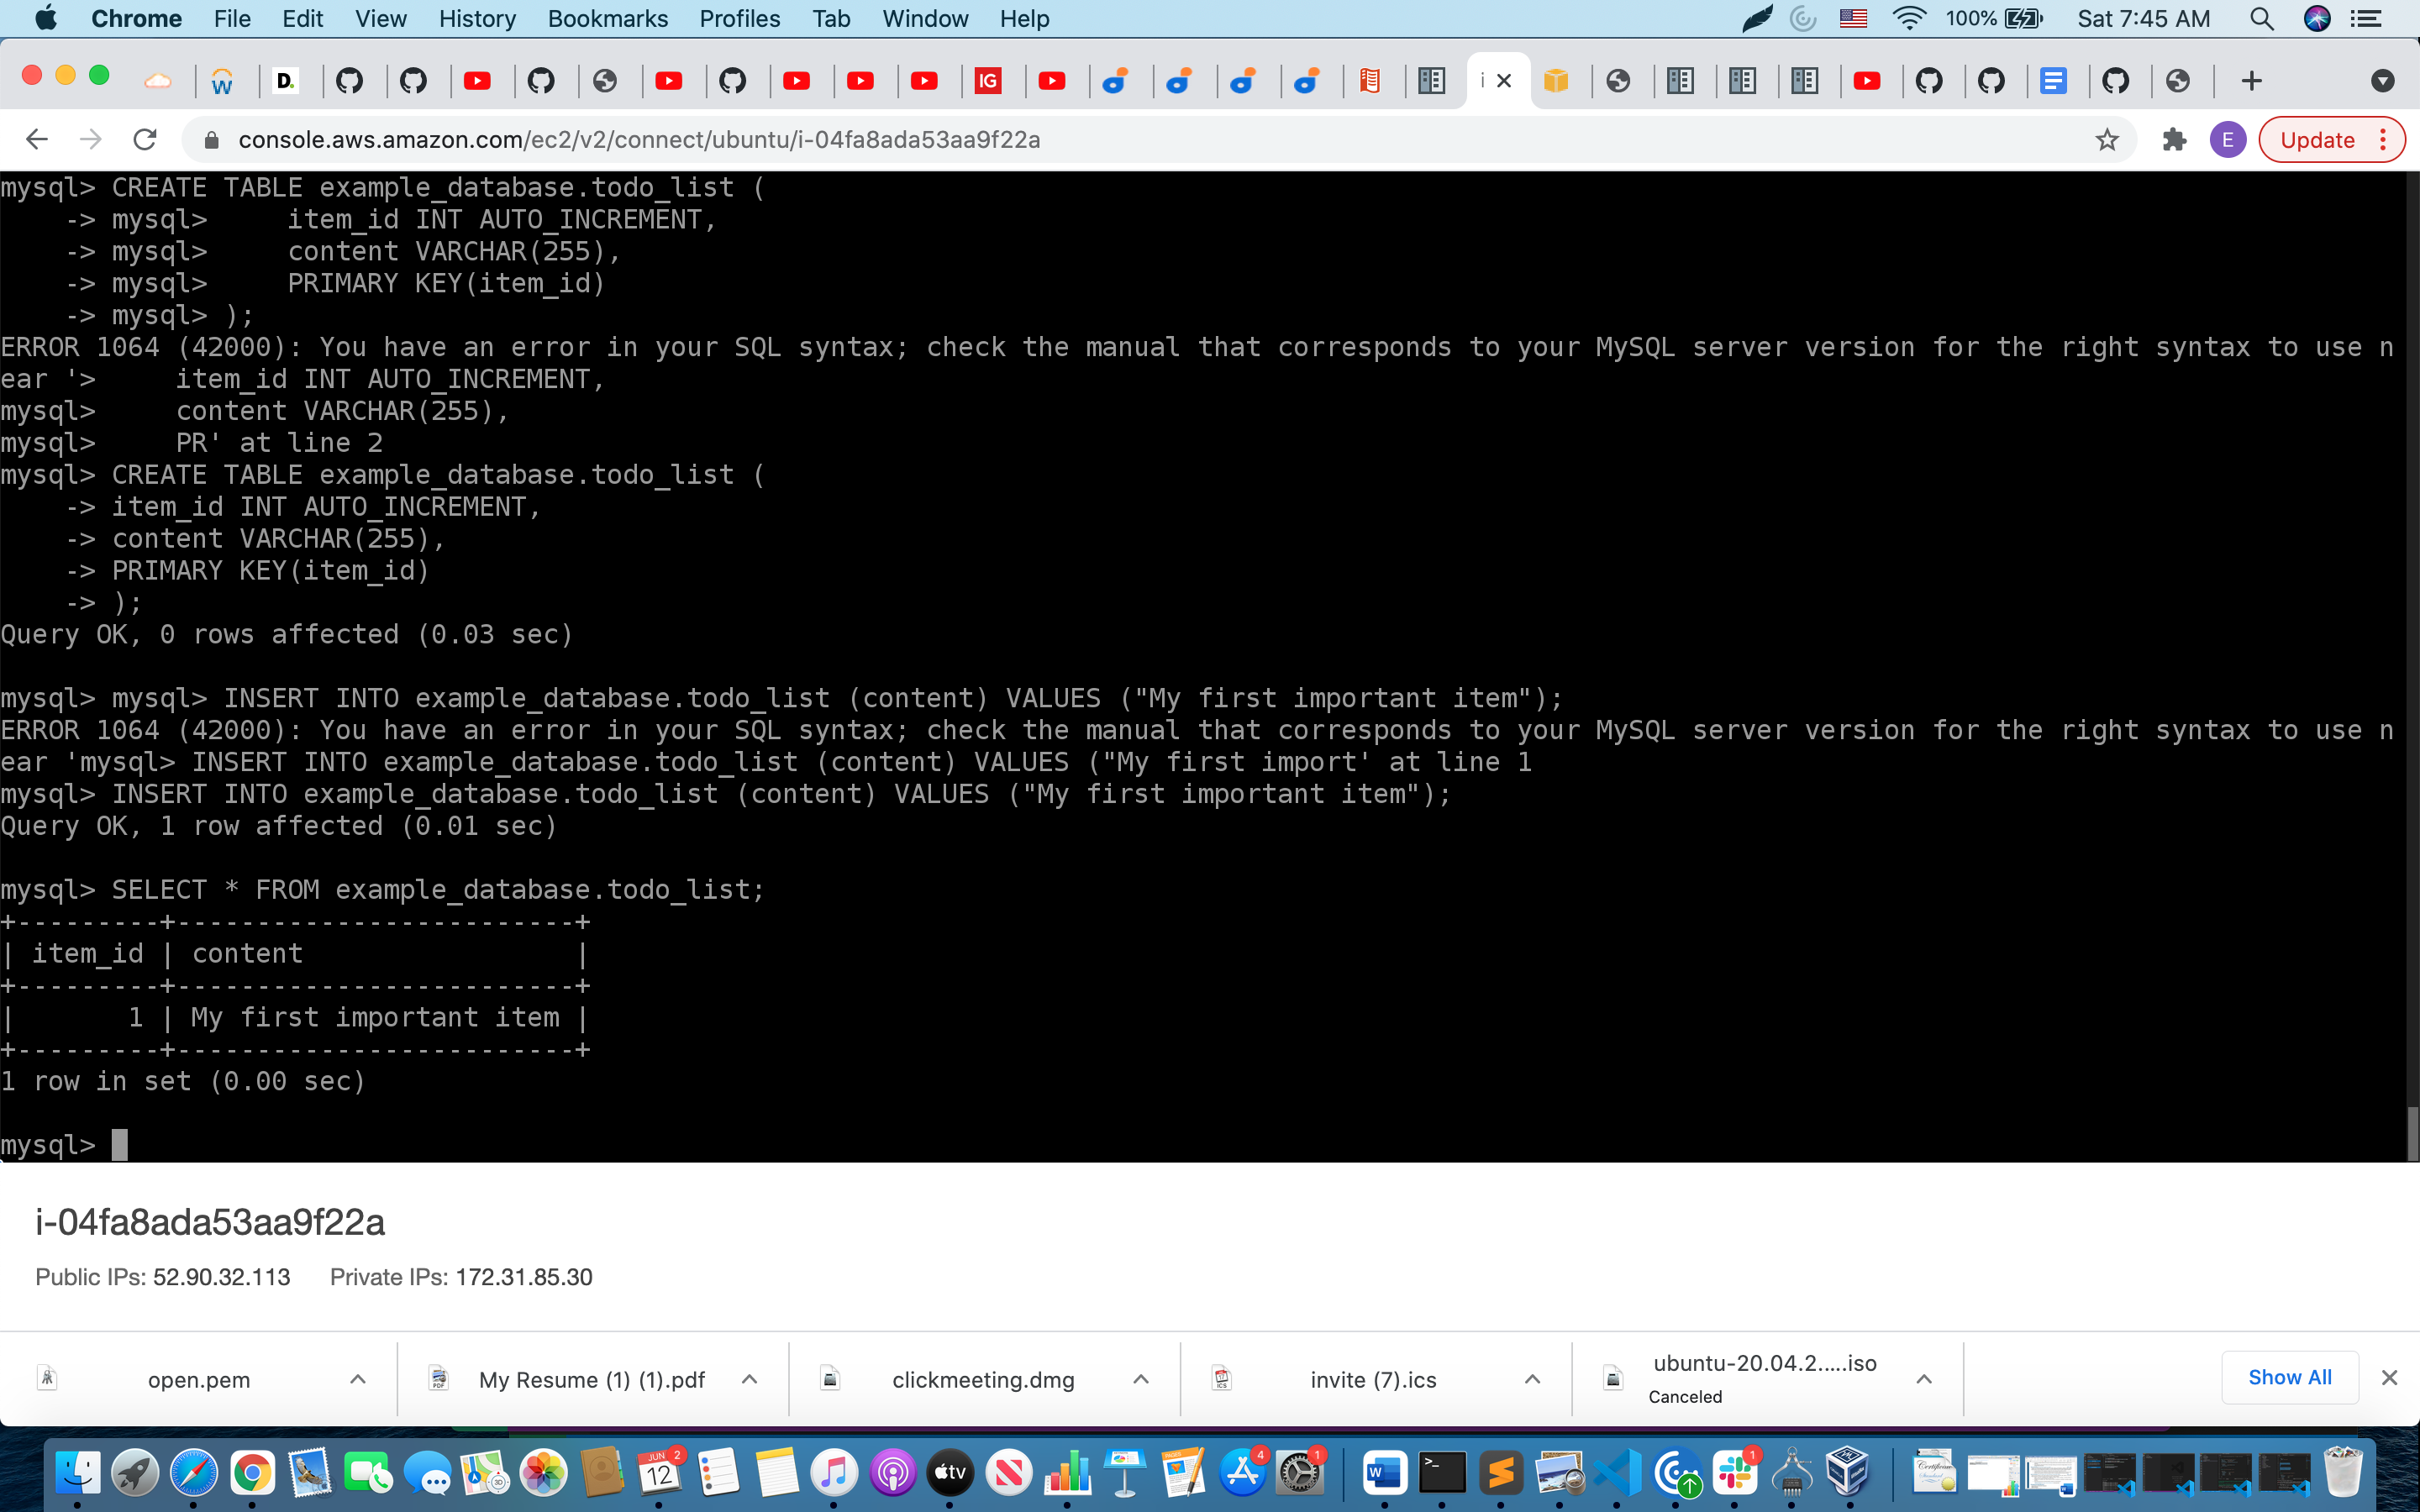 Chrome File Edit View History Bookmarks Profiles Tab Window Help 100% Sat 7:45 AM
D. IG i
console.aws.amazon.com/ec2/v2/connect/ubuntu/i-04fa8ada53aa9f22a E Update
mysql> CREATE TABLE example_database.todo_list (
    -> mysql>     item_id INT AUTO_INCREMENT,
    -> mysql>     content VARCHAR(255),
    -> mysql>     PRIMARY KEY(item_id)
    -> mysql> );
ERROR 1064 (42000): You have an error in your SQL syntax; check the manual that corresponds to your MySQL server version for the right syntax to use n
ear '>     item_id INT AUTO_INCREMENT,
mysql>     content VARCHAR(255),
mysql>     PR' at line 2
mysql> CREATE TABLE example_database.todo_list (
    -> item_id INT AUTO_INCREMENT,
    -> content VARCHAR(255),
    -> PRIMARY KEY(item_id)
    -> );
Query OK, 0 rows affected (0.03 sec)
mysql> mysql> INSERT INTO example_database.todo_list (content) VALUES ("My first important item");
ERROR 1064 (42000): You have an error in your SQL syntax; check the manual that corresponds to your MySQL server version for the right syntax to use n
ear 'mysql> INSERT INTO example_database.todo_list (content) VALUES ("My first import' at line 1
mysql> INSERT INTO example_database.todo_list (content) VALUES ("My first important item");
Query OK, 1 row affected (0.01 sec)
mysql> SELECT * FROM example_database.todo_list;
+---------+-------------------------+
| item_id | content                 |
+---------+-------------------------+
|       1 | My first important item |
+---------+-------------------------+
1 row in set (0.00 sec)
mysql>
i-04fa8ada53aa9f22a
Public IPs: 52.90.32.113 Private IPs: 172.31.85.30
open.pem My Resume (1) (1).pdf clickmeeting.dmg invite (7).ics ubuntu-20.04.2.....iso Show All
Canceled
JUN 12 2 tv 4 1 W >_ 1